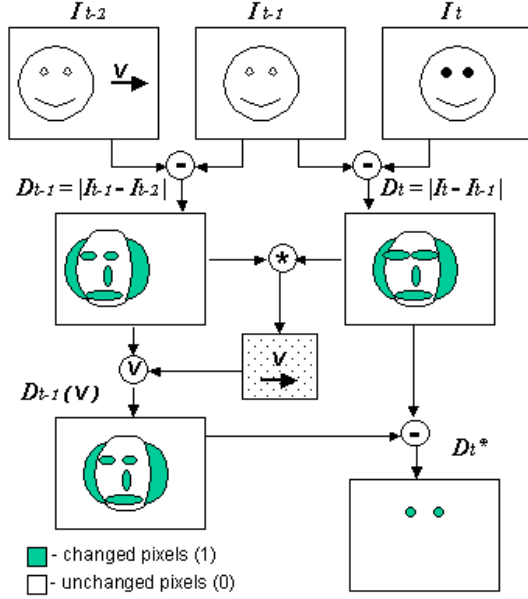 I t-2
I t-1
I t
V
-
-
D t-1 = |I t-1 - I t-2|
D t = |I t - I t-1|
*
V
V
D t-1 (V)
-
D t *
- changed pixels (1)
- unchanged pixels (0)